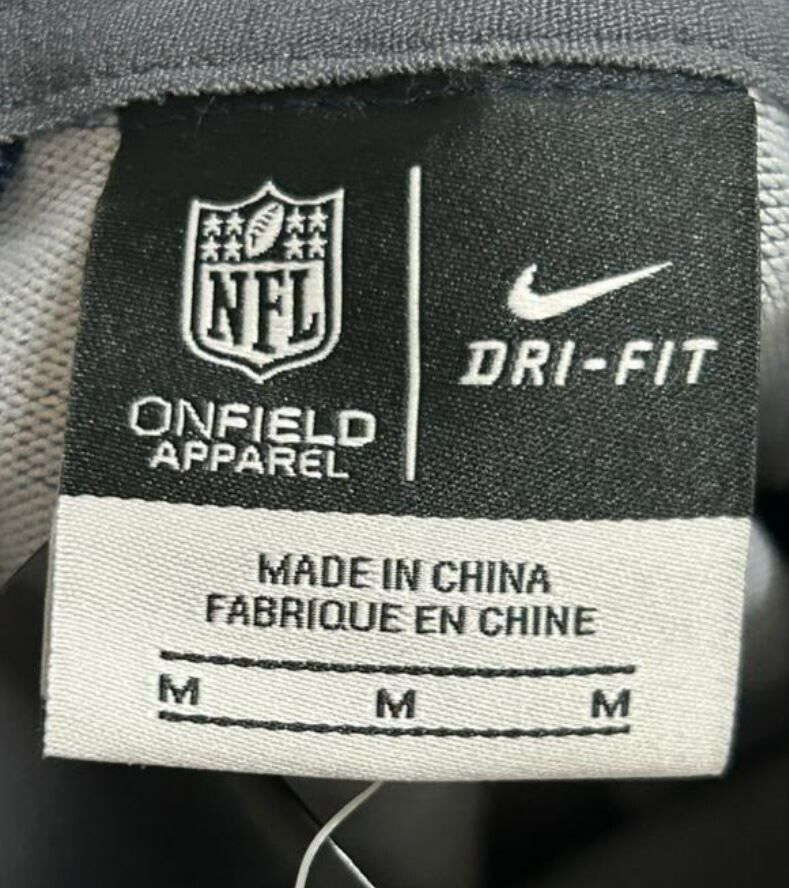 NFL
ONFIELD
APPAREL
DRI-FIT
MADE IN CHINA
FABRIQUE EN CHINE
M M M